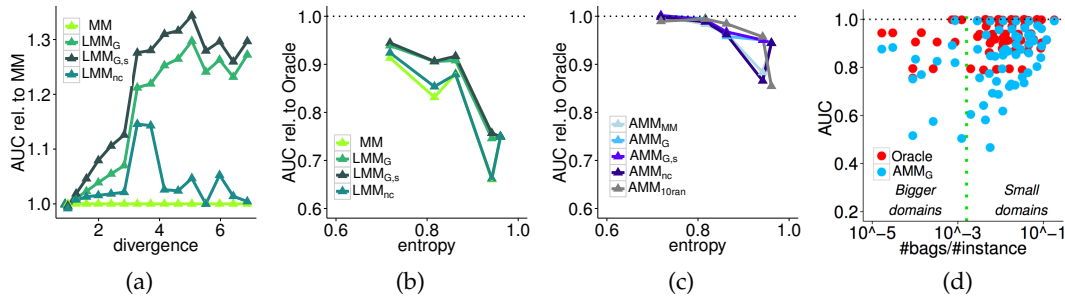 AUC rel. to MM
1.3
1.2
1.1
1.0
MM
LMM_G
LMM_G,s
LMM_nc
2 4 6
divergence
(a)
AUC rel. to Oracle
1.0
0.9
0.8
0.7
0.6
MM
LMM_G
LMM_G,s
LMM_nc
0.6 0.8 1.0
entropy
(b)
AUC rel. to Oracle
1.0
0.9
0.8
0.7
0.6
AMM_MM
AMM_G
AMM_G,s
AMM_nc
AMM_10ran
0.6 0.8 1.0
entropy
(c)
AUC
1.0
0.8
0.6
0.4
0.2
Oracle
AMM_G
Bigger domains
Small domains
10^-5 10^-3 10^-1
#bags/#instance
(d)